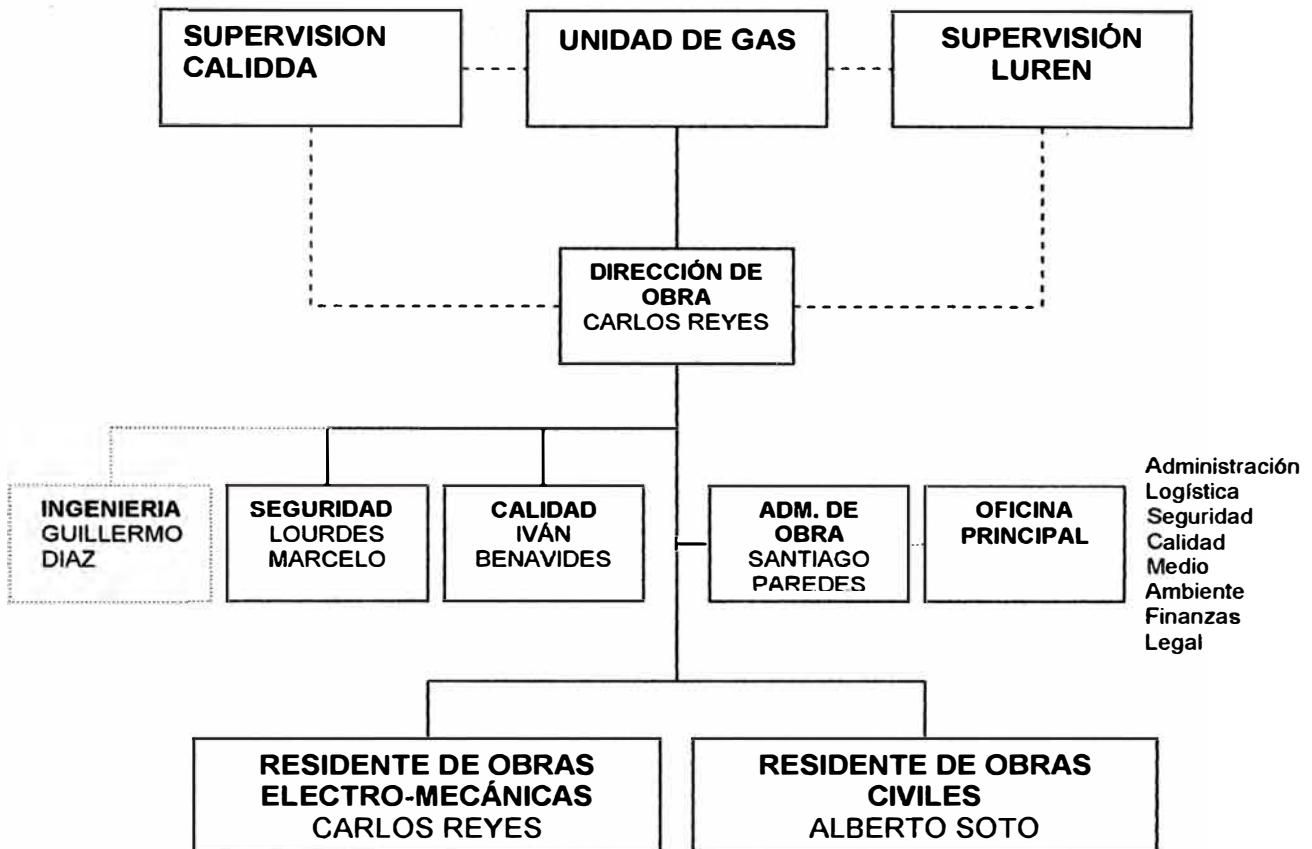 SUPERVISION
CALIDDA
UNIDAD DE GAS
SUPERVISIÓN
LUREN
DIRECCIÓN DE
OBRA
CARLOS REYES
INGENIERIA
GUILLERMO
DIAZ
SEGURIDAD
LOURDES
MARCELO
CALIDAD
IVÁN
BENAVIDES
ADM. DE
OBRA
SANTIAGO
PAREDES
OFICINA
PRINCIPAL
Administración
Logística
Seguridad
Calidad
Medio
Ambiente
Finanzas
Legal
RESIDENTE DE OBRAS
ELECTRO-MECÁNICAS
CARLOS REYES
RESIDENTE DE OBRAS
CIVILES
ALBERTO SOTO